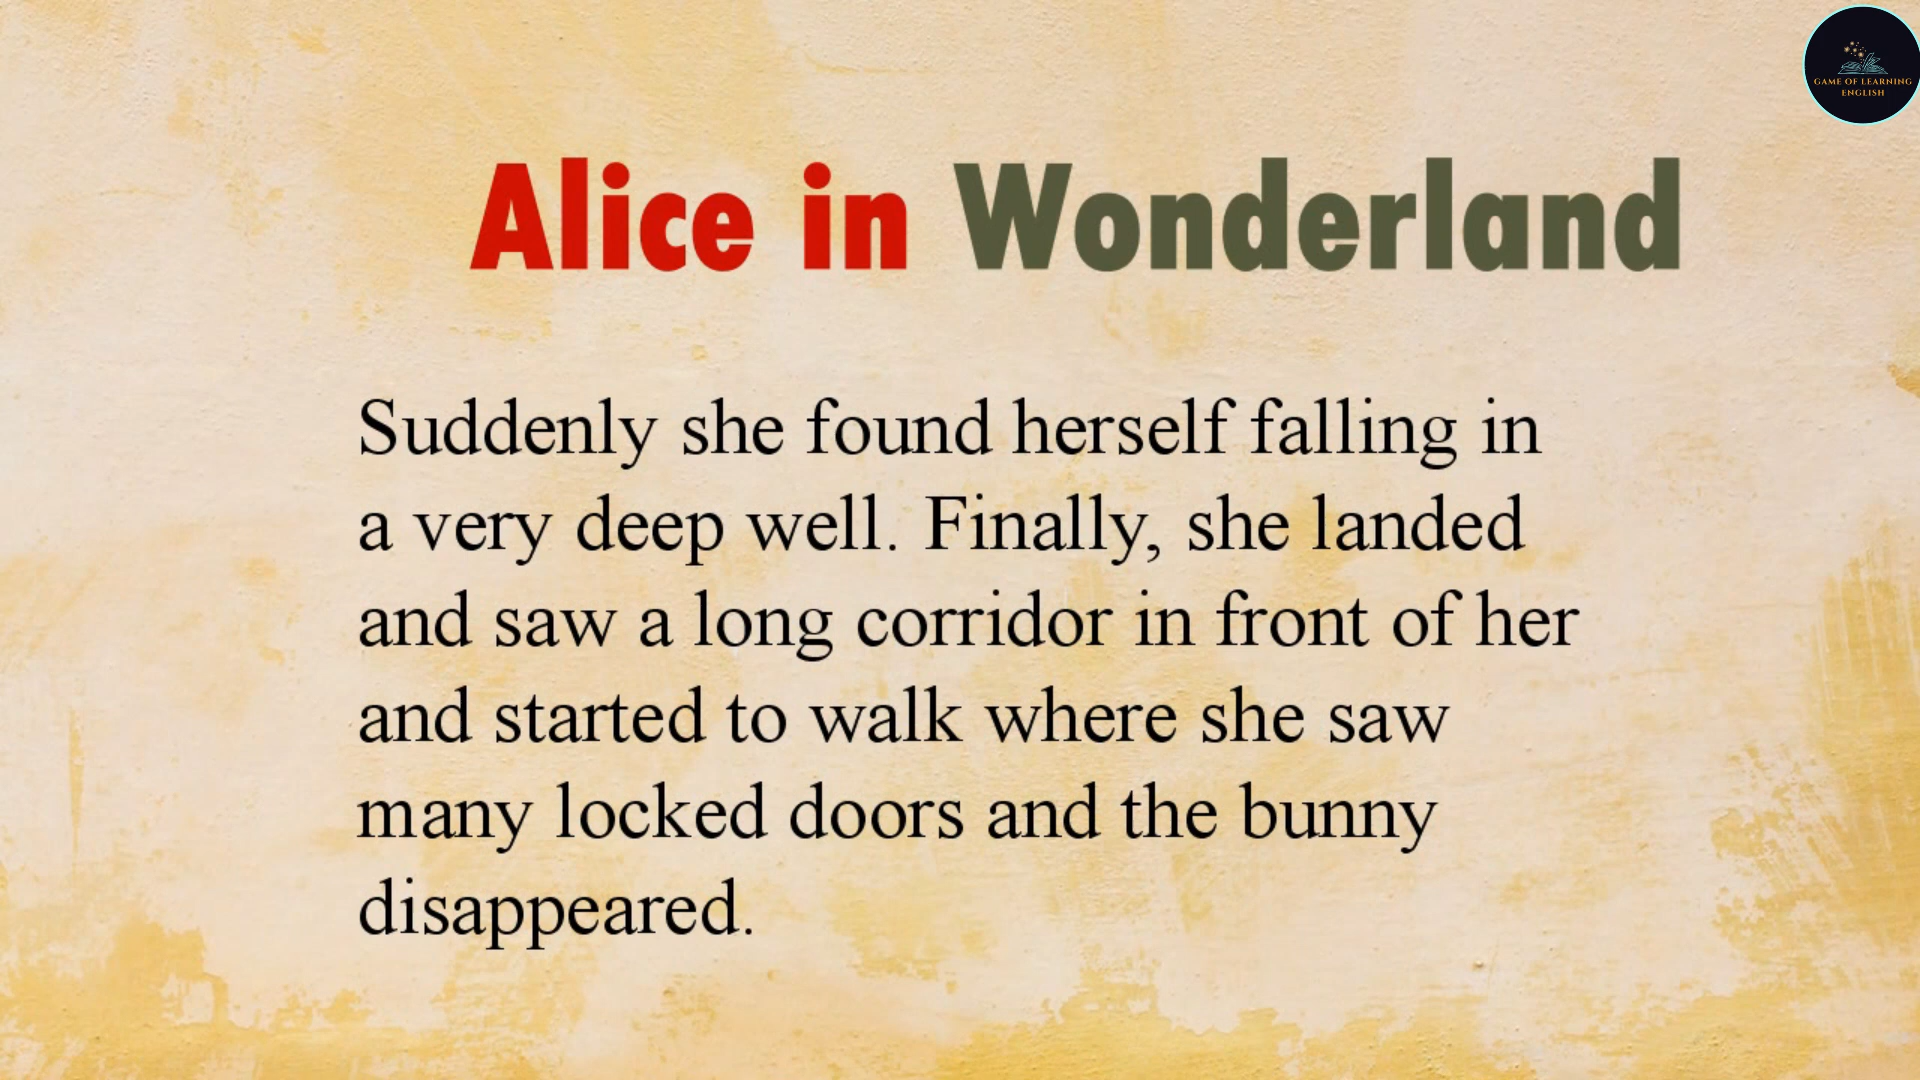 GAME OF LEARNING
ENGLISH
Alice in Wonderland
Suddenly she found herself falling in
a very deep well. Finally, she landed
and saw a long corridor in front of her
and started to walk where she saw
many locked doors and the bunny
disappeared.